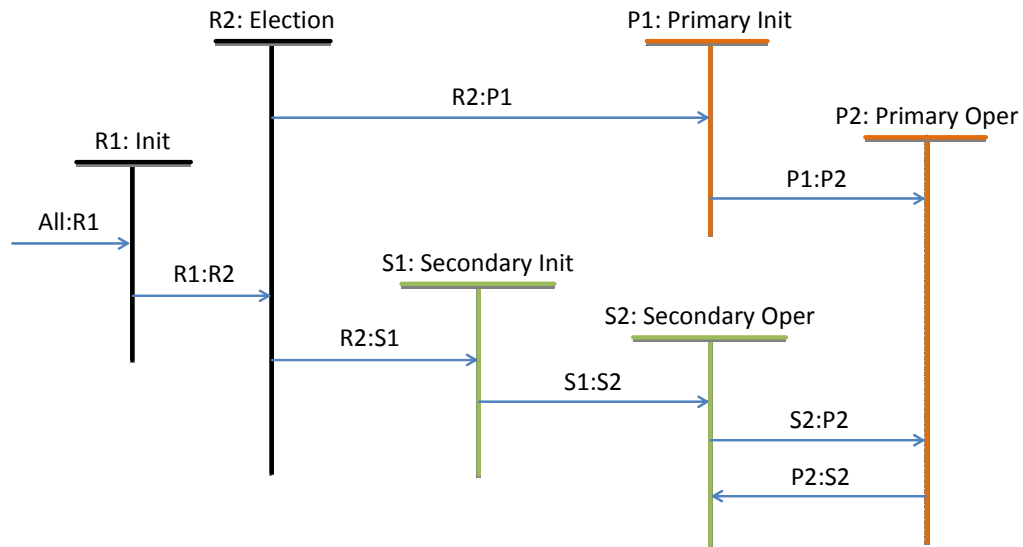 R2: Election
P1: Primary Init
R2:P1
P2: Primary Oper
R1: Init
P1:P2
All:R1
R1:R2
S1: Secondary Init
S2: Secondary Oper
R2:S1
S1:S2
S2:P2
P2:S2